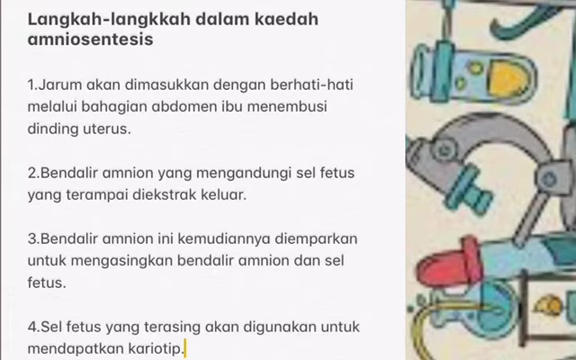 Langkah-langkkah dalam kaedah
amniosentesis
1.Jarum akan dimasukkan dengan berhati-hati
melalui bahagian abdomen ibu menembusi
dinding uterus.
2.Bendalir amnion yang mengandungi sel fetus
yang terampai diekstrak keluar.
3.Bendalir amnion ini kemudiannya diemparkan
untuk mengasingkan bendalir amnion dan sel
fetus.
4.Sel fetus yang terasing akan digunakan untuk
mendapatkan kariotip.